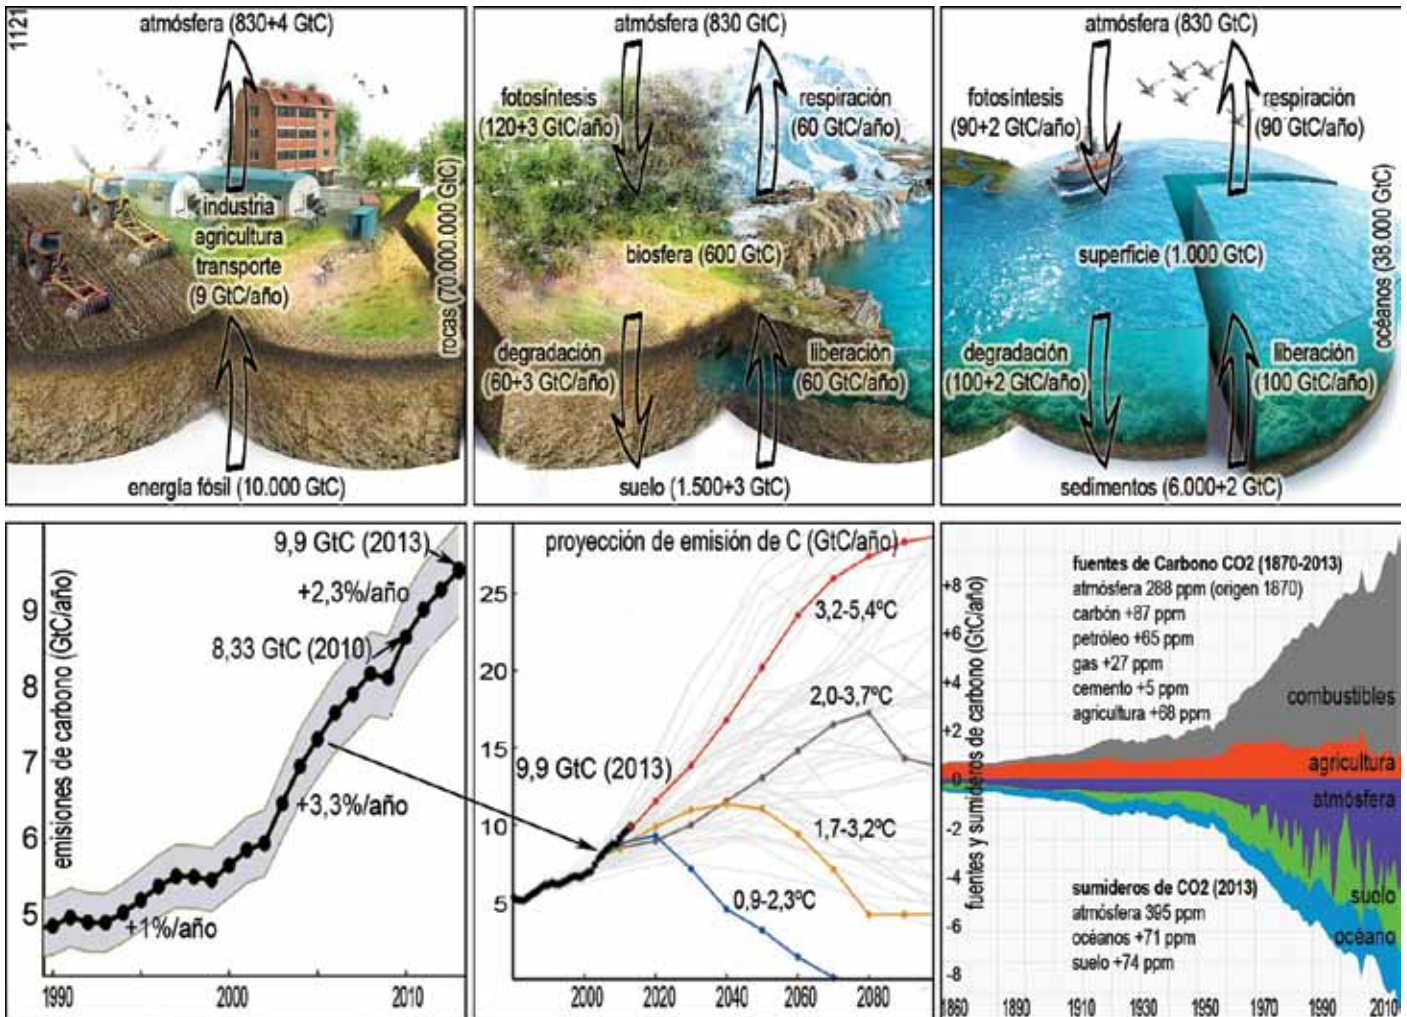 1121
atmósfera (830+4 GtC)
industria
agricultura
transporte
(9 GtC/año)
rocas (70.000.000 GtC)
energía fósil (10.000 GtC)
atmósfera (830 GtC)
fotosíntesis
(120+3 GtC/año)
respiración
(60 GtC/año)
biosfera (600 GtC)
degradación
(60+3 GtC/año)
liberación
(60 GtC/año)
suelo (1.500+3 GtC)
atmósfera (830 GtC)
fotosíntesis
(90+2 GtC/año)
respiración
(90 GtC/año)
superficie (1.000 GtC)
océanos (38.000 GtC)
degradación
(100+2 GtC/año)
liberación
(100 GtC/año)
sedimentos (6.000+2 GtC)
emisiones de carbono (GtC/año)
9
8
7
6
5
9,9 GtC (2013)
+2,3%/año
8,33 GtC (2010)
+3,3%/año
+1%/año
1990
2000
2010
proyección de emisión de C (GtC/año)
25
20
15
10
5
3,2-5,4ºC
2,0-3,7ºC
9,9 GtC (2013)
1,7-3,2ºC
0,9-2,3ºC
2000
2020
2040
2060
2080
fuentes y sumideros de carbono (GtC/año)
+8
+6
+4
+2
0
-2
-4
-6
-8
fuentes de Carbono CO2 (1870-2013)
atmósfera 288 ppm (origen 1870)
carbón +87 ppm
petróleo +65 ppm
gas +27 ppm
cemento +5 ppm
agricultura +68 ppm
combustibles
agricultura
atmósfera
suelo
océano
sumideros de CO2 (2013)
atmósfera 395 ppm
océanos +71 ppm
suelo +74 ppm
1860
1890
1910
1930
1950
1970
1990
2010